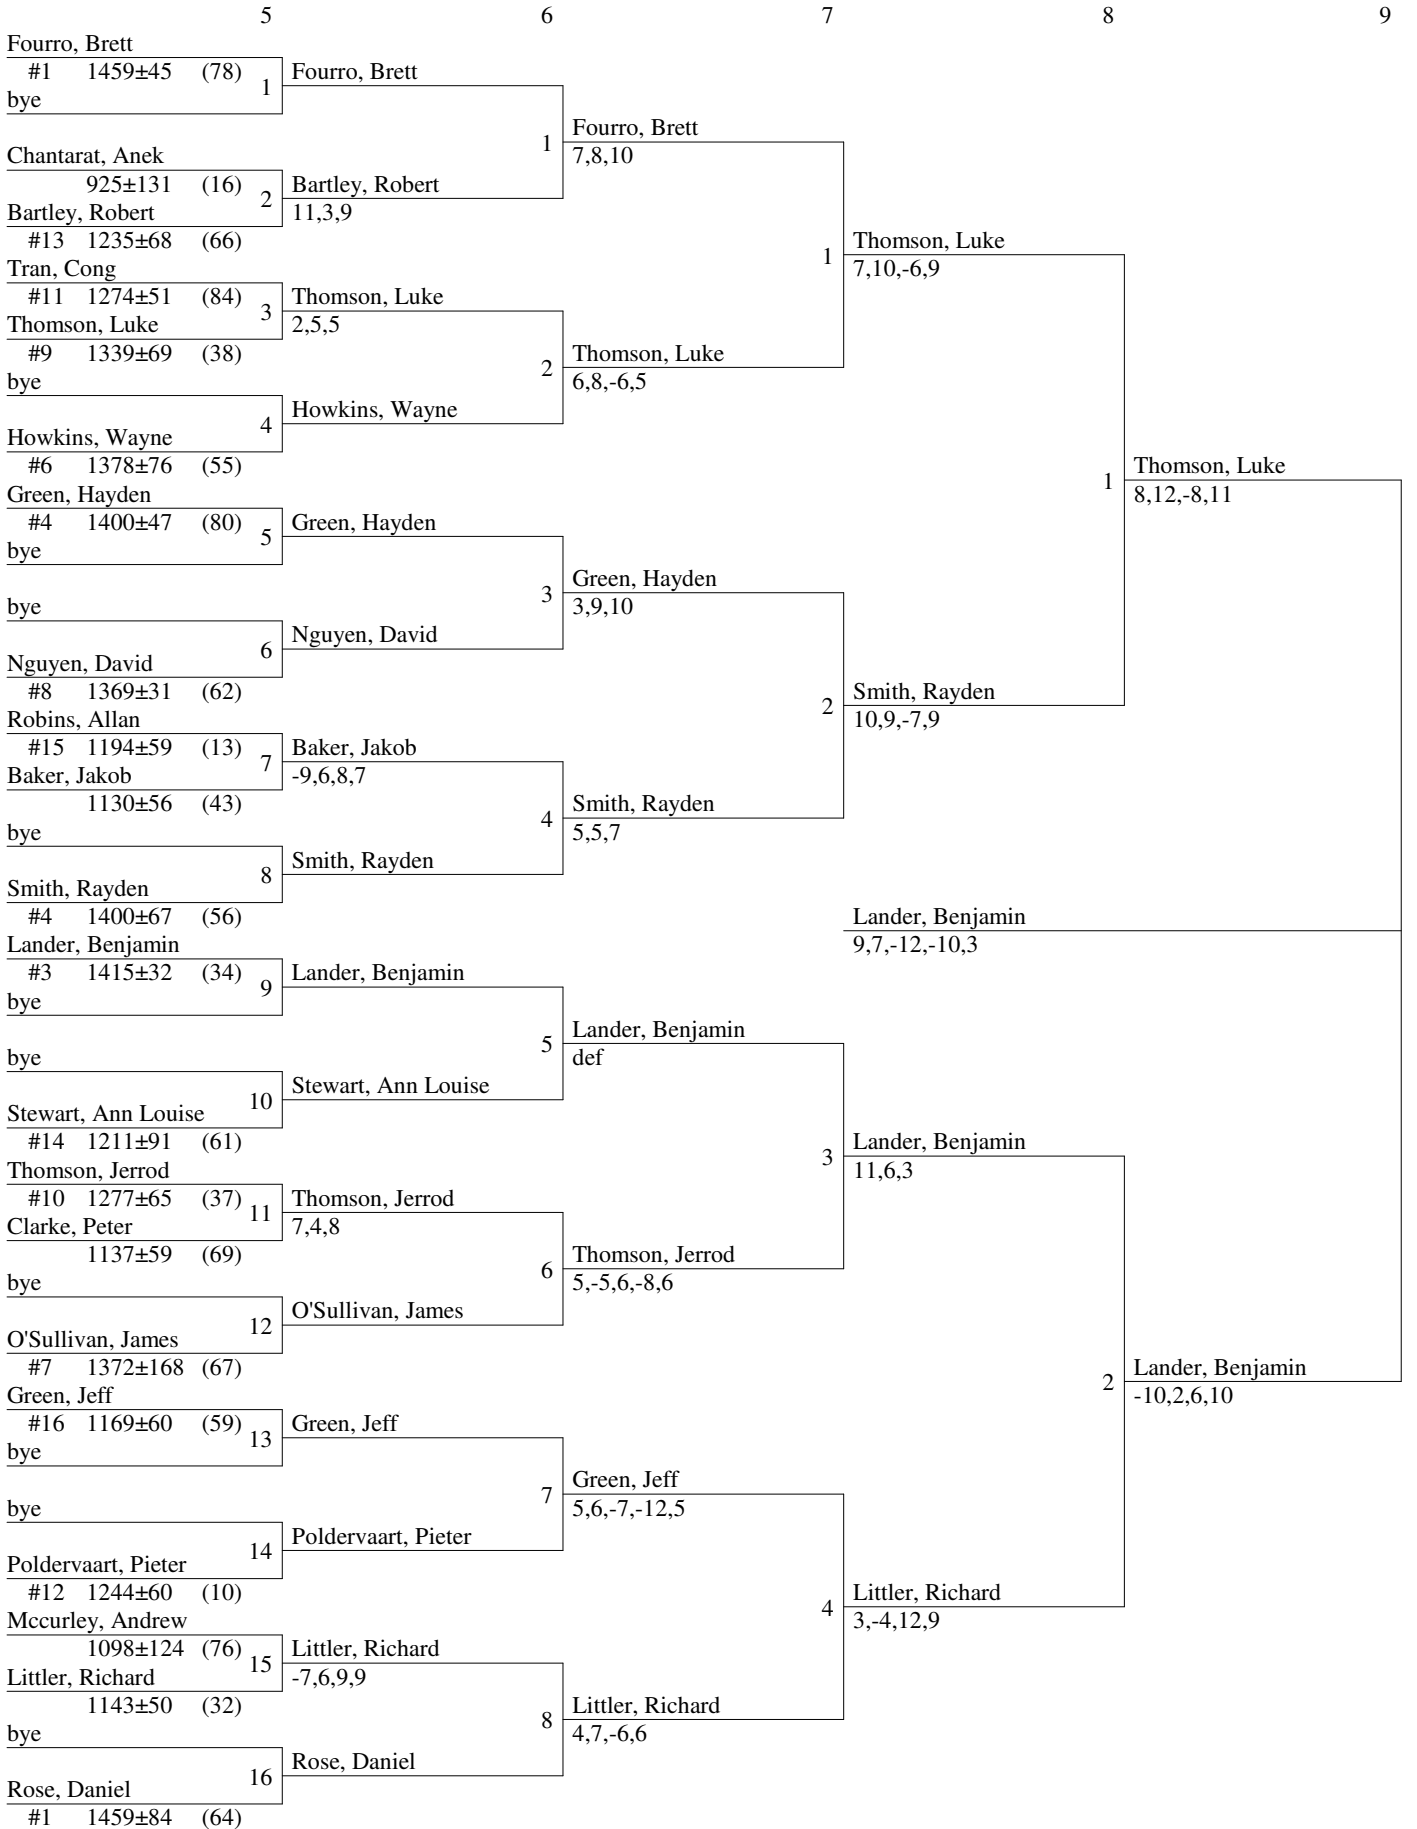 5 6 7 8 9
Fourro, Brett
#1 1459±45 (78) 1 Fourro, Brett
bye
1 Fourro, Brett
7,8,10
Chantarat, Anek
925±131 (16) 2 Bartley, Robert
Bartley, Robert 11,3,9
#13 1235±68 (66)
1 Thomson, Luke
7,10,-6,9
Tran, Cong
#11 1274±51 (84) 3 Thomson, Luke
Thomson, Luke 2,5,5
#9 1339±69 (38)
2 Thomson, Luke
6,8,-6,5
bye
4 Howkins, Wayne
Howkins, Wayne
#6 1378±76 (55)
1 Thomson, Luke
8,12,-8,11
Green, Hayden
#4 1400±47 (80) 5 Green, Hayden
bye
3 Green, Hayden
3,9,10
bye
6 Nguyen, David
Nguyen, David
#8 1369±31 (62)
2 Smith, Rayden
10,9,-7,9
Robins, Allan
#15 1194±59 (13) 7 Baker, Jakob
Baker, Jakob -9,6,8,7
1130±56 (43)
4 Smith, Rayden
5,5,7
bye
8 Smith, Rayden
Smith, Rayden
#4 1400±67 (56)
Lander, Benjamin
9,7,-12,-10,3
Lander, Benjamin
#3 1415±32 (34) 9 Lander, Benjamin
bye
5 Lander, Benjamin
def
bye
10 Stewart, Ann Louise
Stewart, Ann Louise
#14 1211±91 (61)
3 Lander, Benjamin
11,6,3
Thomson, Jerrod
#10 1277±65 (37) 11 Thomson, Jerrod
Clarke, Peter 7,4,8
1137±59 (69)
6 Thomson, Jerrod
5,-5,6,-8,6
bye
12 O'Sullivan, James
O'Sullivan, James
#7 1372±168 (67)
2 Lander, Benjamin
-10,2,6,10
Green, Jeff
#16 1169±60 (59) 13 Green, Jeff
bye
7 Green, Jeff
5,6,-7,-12,5
bye
14 Poldervaart, Pieter
Poldervaart, Pieter
#12 1244±60 (10)
4 Littler, Richard
3,-4,12,9
Mccurley, Andrew
1098±124 (76) 15 Littler, Richard
Littler, Richard -7,6,9,9
1143±50 (32)
8 Littler, Richard
4,7,-6,6
bye
16 Rose, Daniel
Rose, Daniel
#1 1459±84 (64)